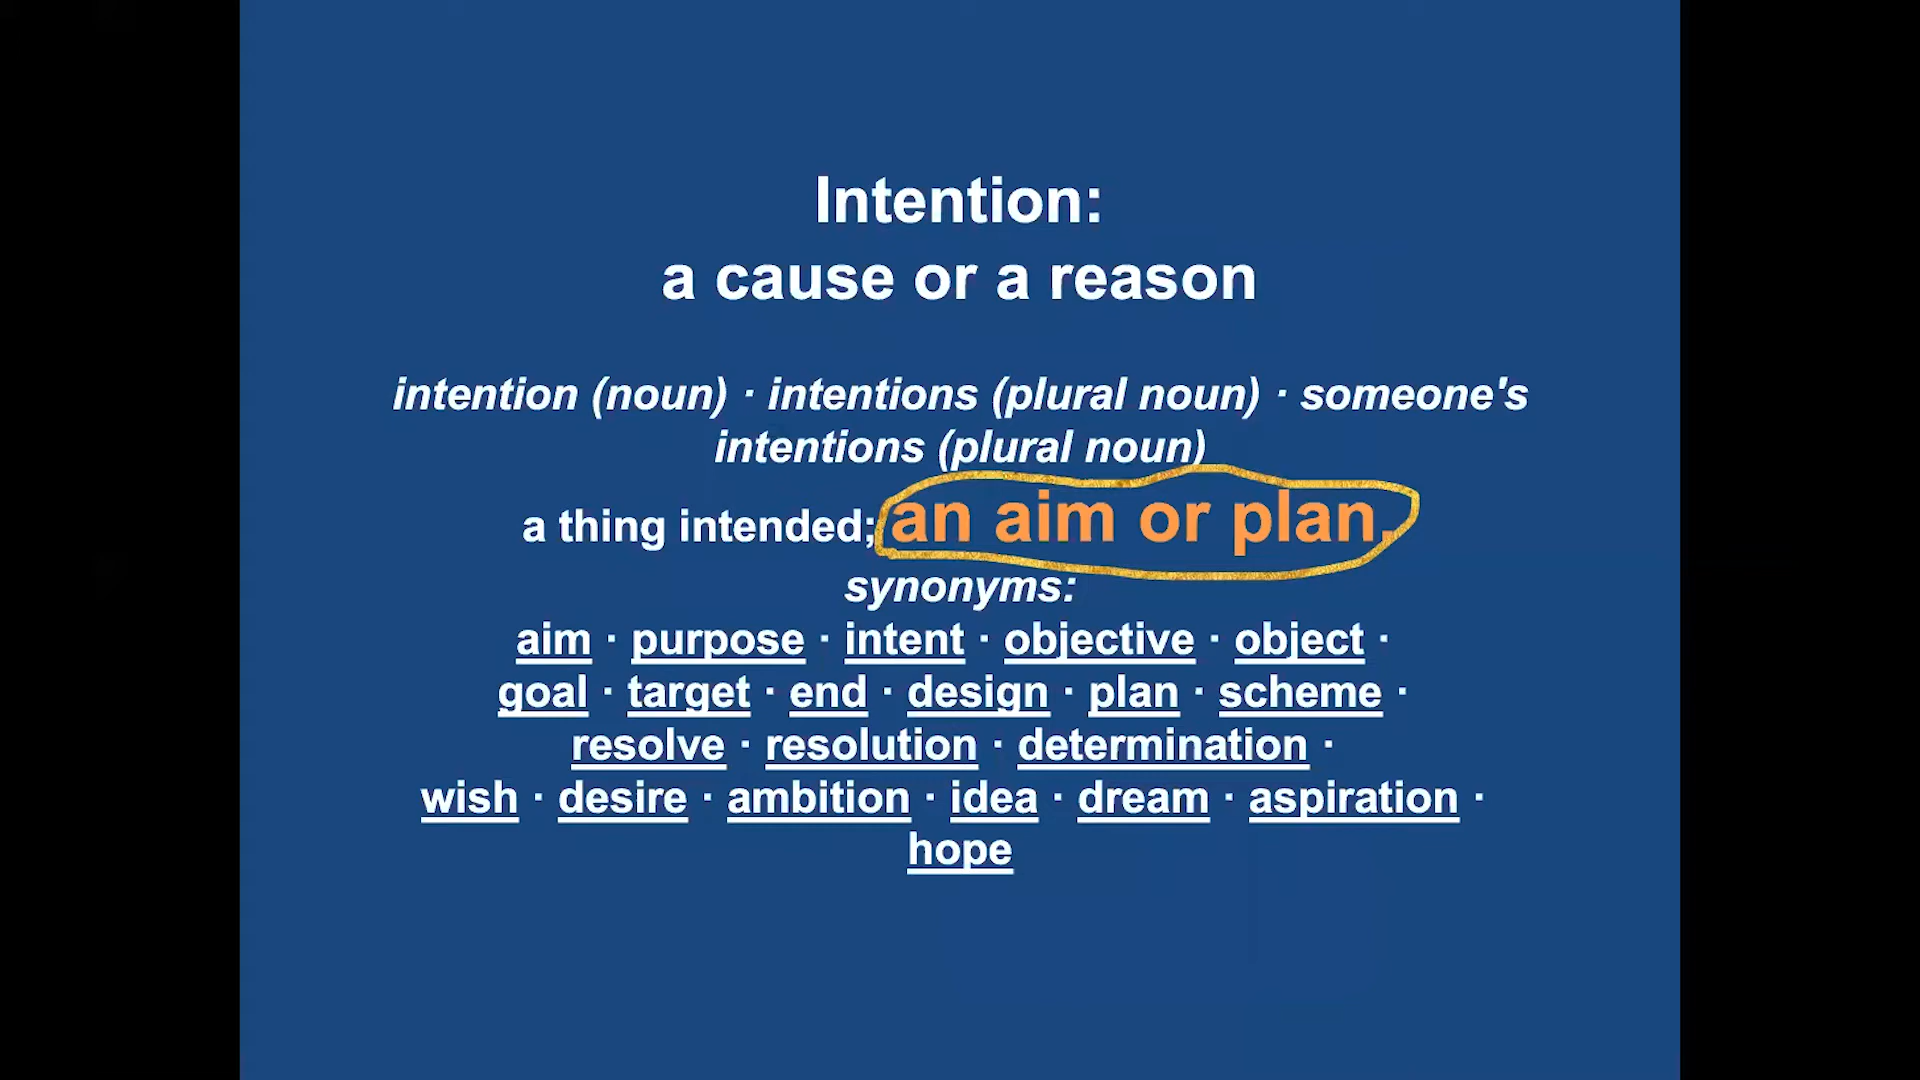 Intention:
a cause or a reason
intention (noun) · intentions (plural noun) · someone's
intentions (plural noun)
a thing intended; an aim or plan.
synonyms:
aim · purpose · intent · objective · object ·
goal · target · end · design · plan · scheme ·
resolve · resolution · determination ·
wish · desire · ambition · idea · dream · aspiration ·
hope